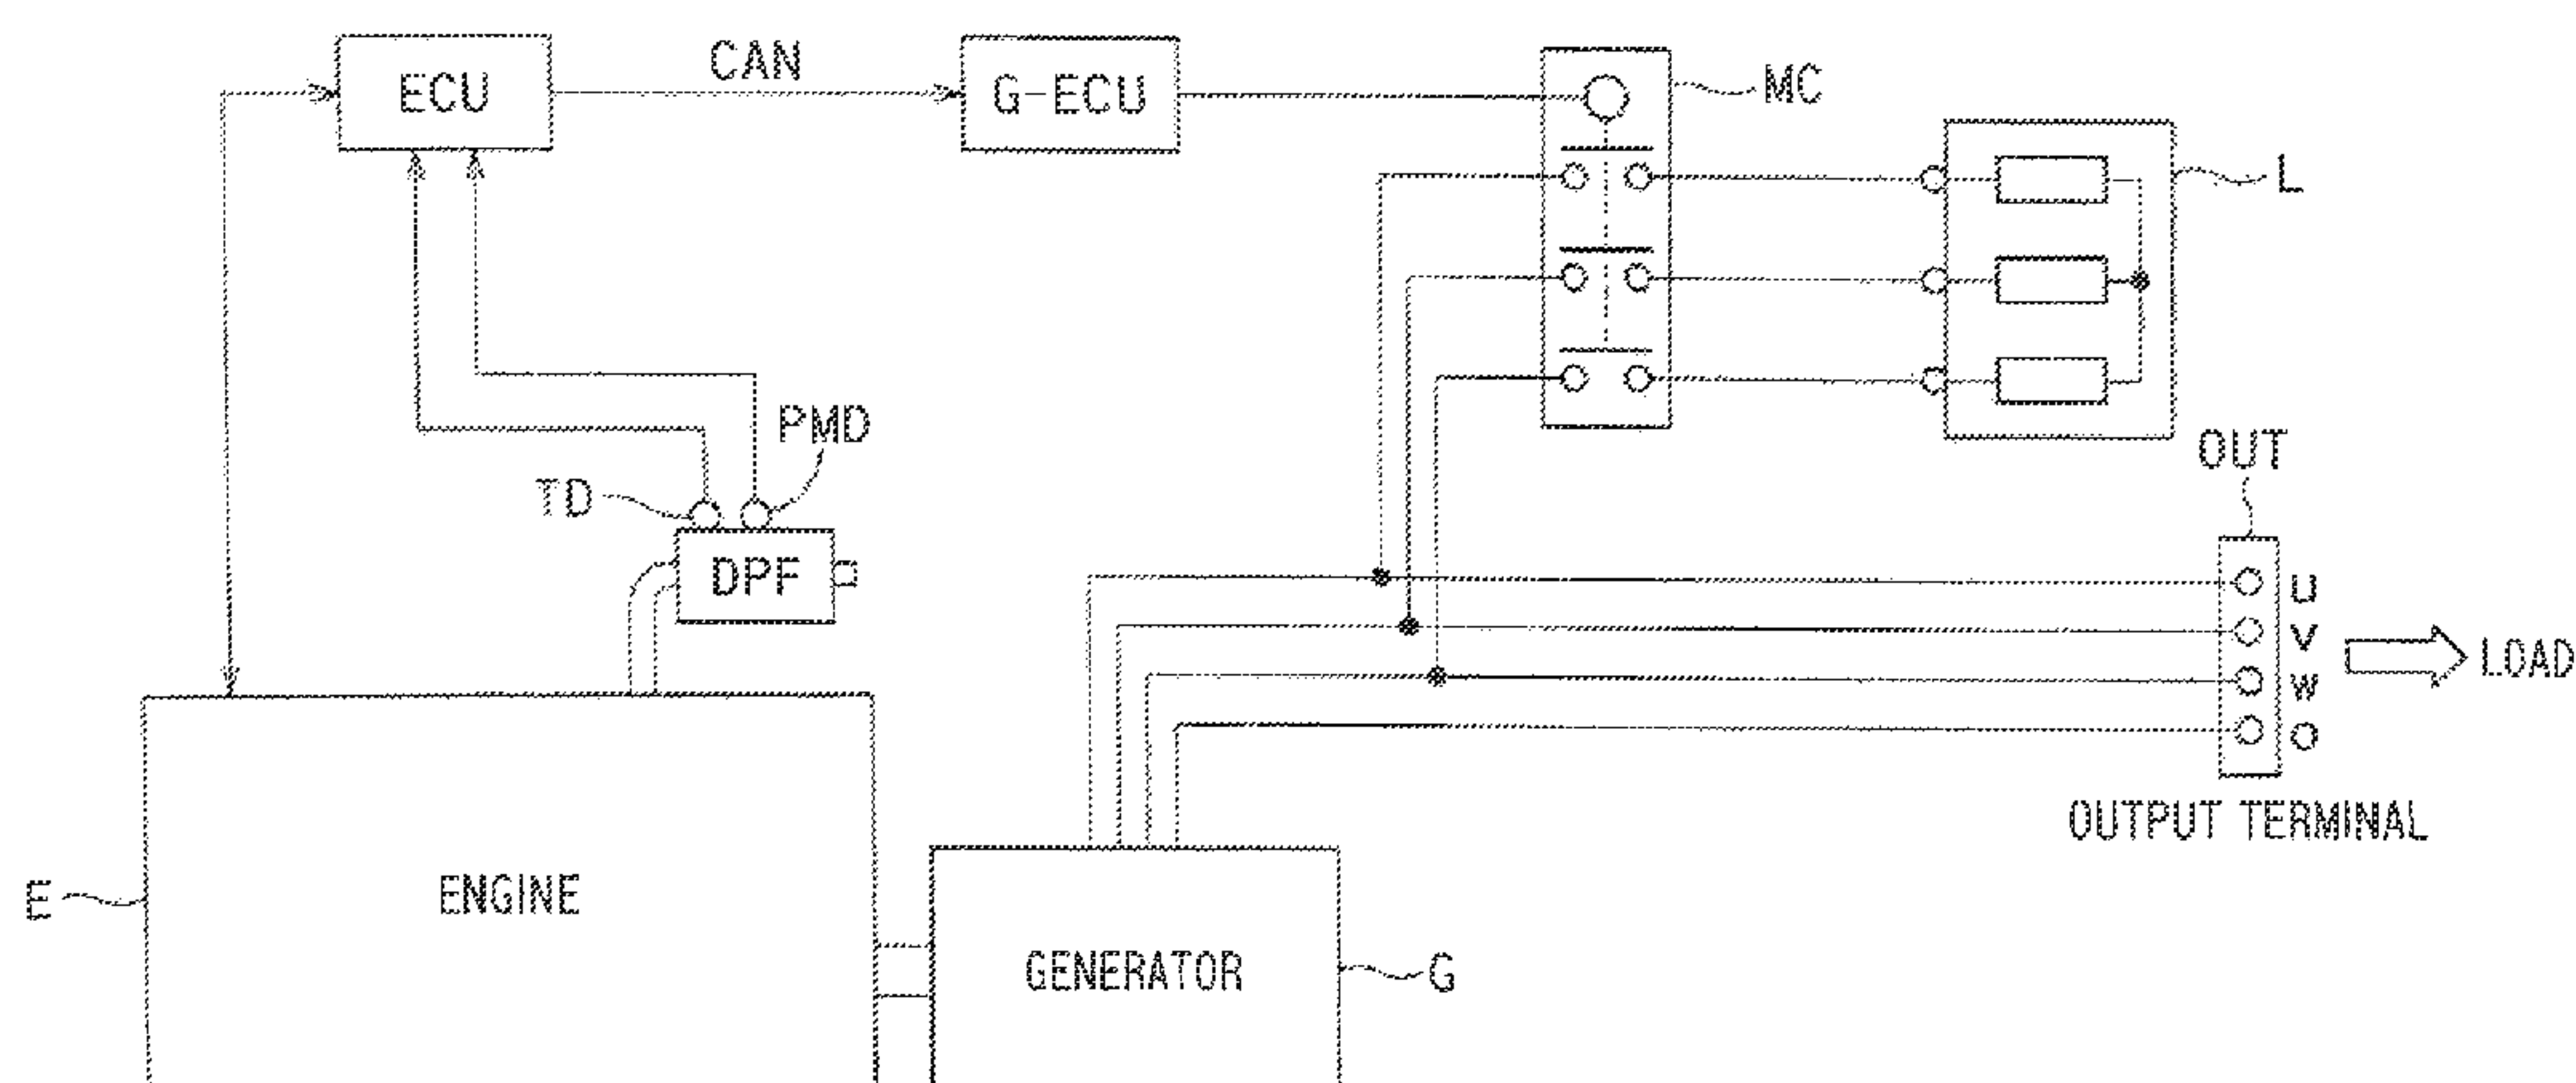 ECU
CAN
G-ECU
MC
L
PMD
TD
DPF
OUT
U
V
W
O
LOAD
OUTPUT TERMINAL
E
ENGINE
GENERATOR
G